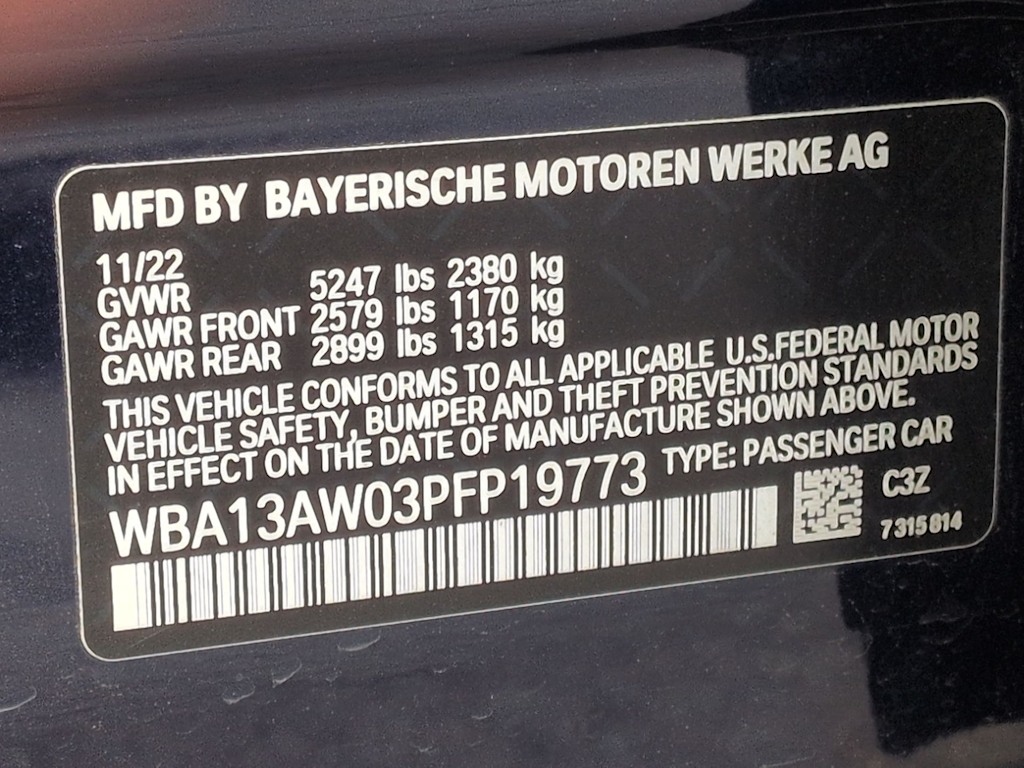 MFD BY BAYERISCHE MOTOREN WERKE AG
11/22
GVWR 5247 lbs 2380 kg
GAWR FRONT 2579 lbs 1170 kg
GAWR REAR 2899 lbs 1315 kg
THIS VEHICLE CONFORMS TO ALL APPLICABLE U.S.FEDERAL MOTOR
VEHICLE SAFETY, BUMPER AND THEFT PREVENTION STANDARDS
IN EFFECT ON THE DATE OF MANUFACTURE SHOWN ABOVE.
WBA13AW03PFP19773 TYPE: PASSENGER CAR
C3Z
7315814